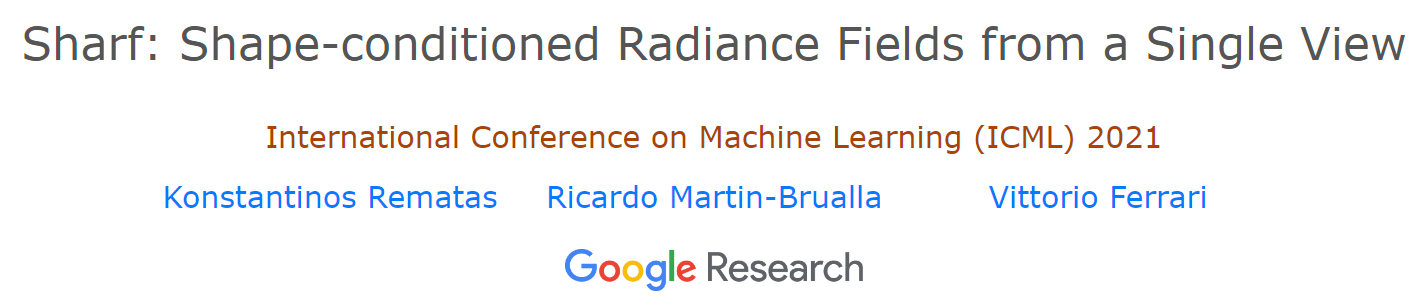 Sharf: Shape-conditioned Radiance Fields from a Single View
International Conference on Machine Learning (ICML) 2021
Konstantinos Rematas Ricardo Martin-Brualla Vittorio Ferrari
Google Research